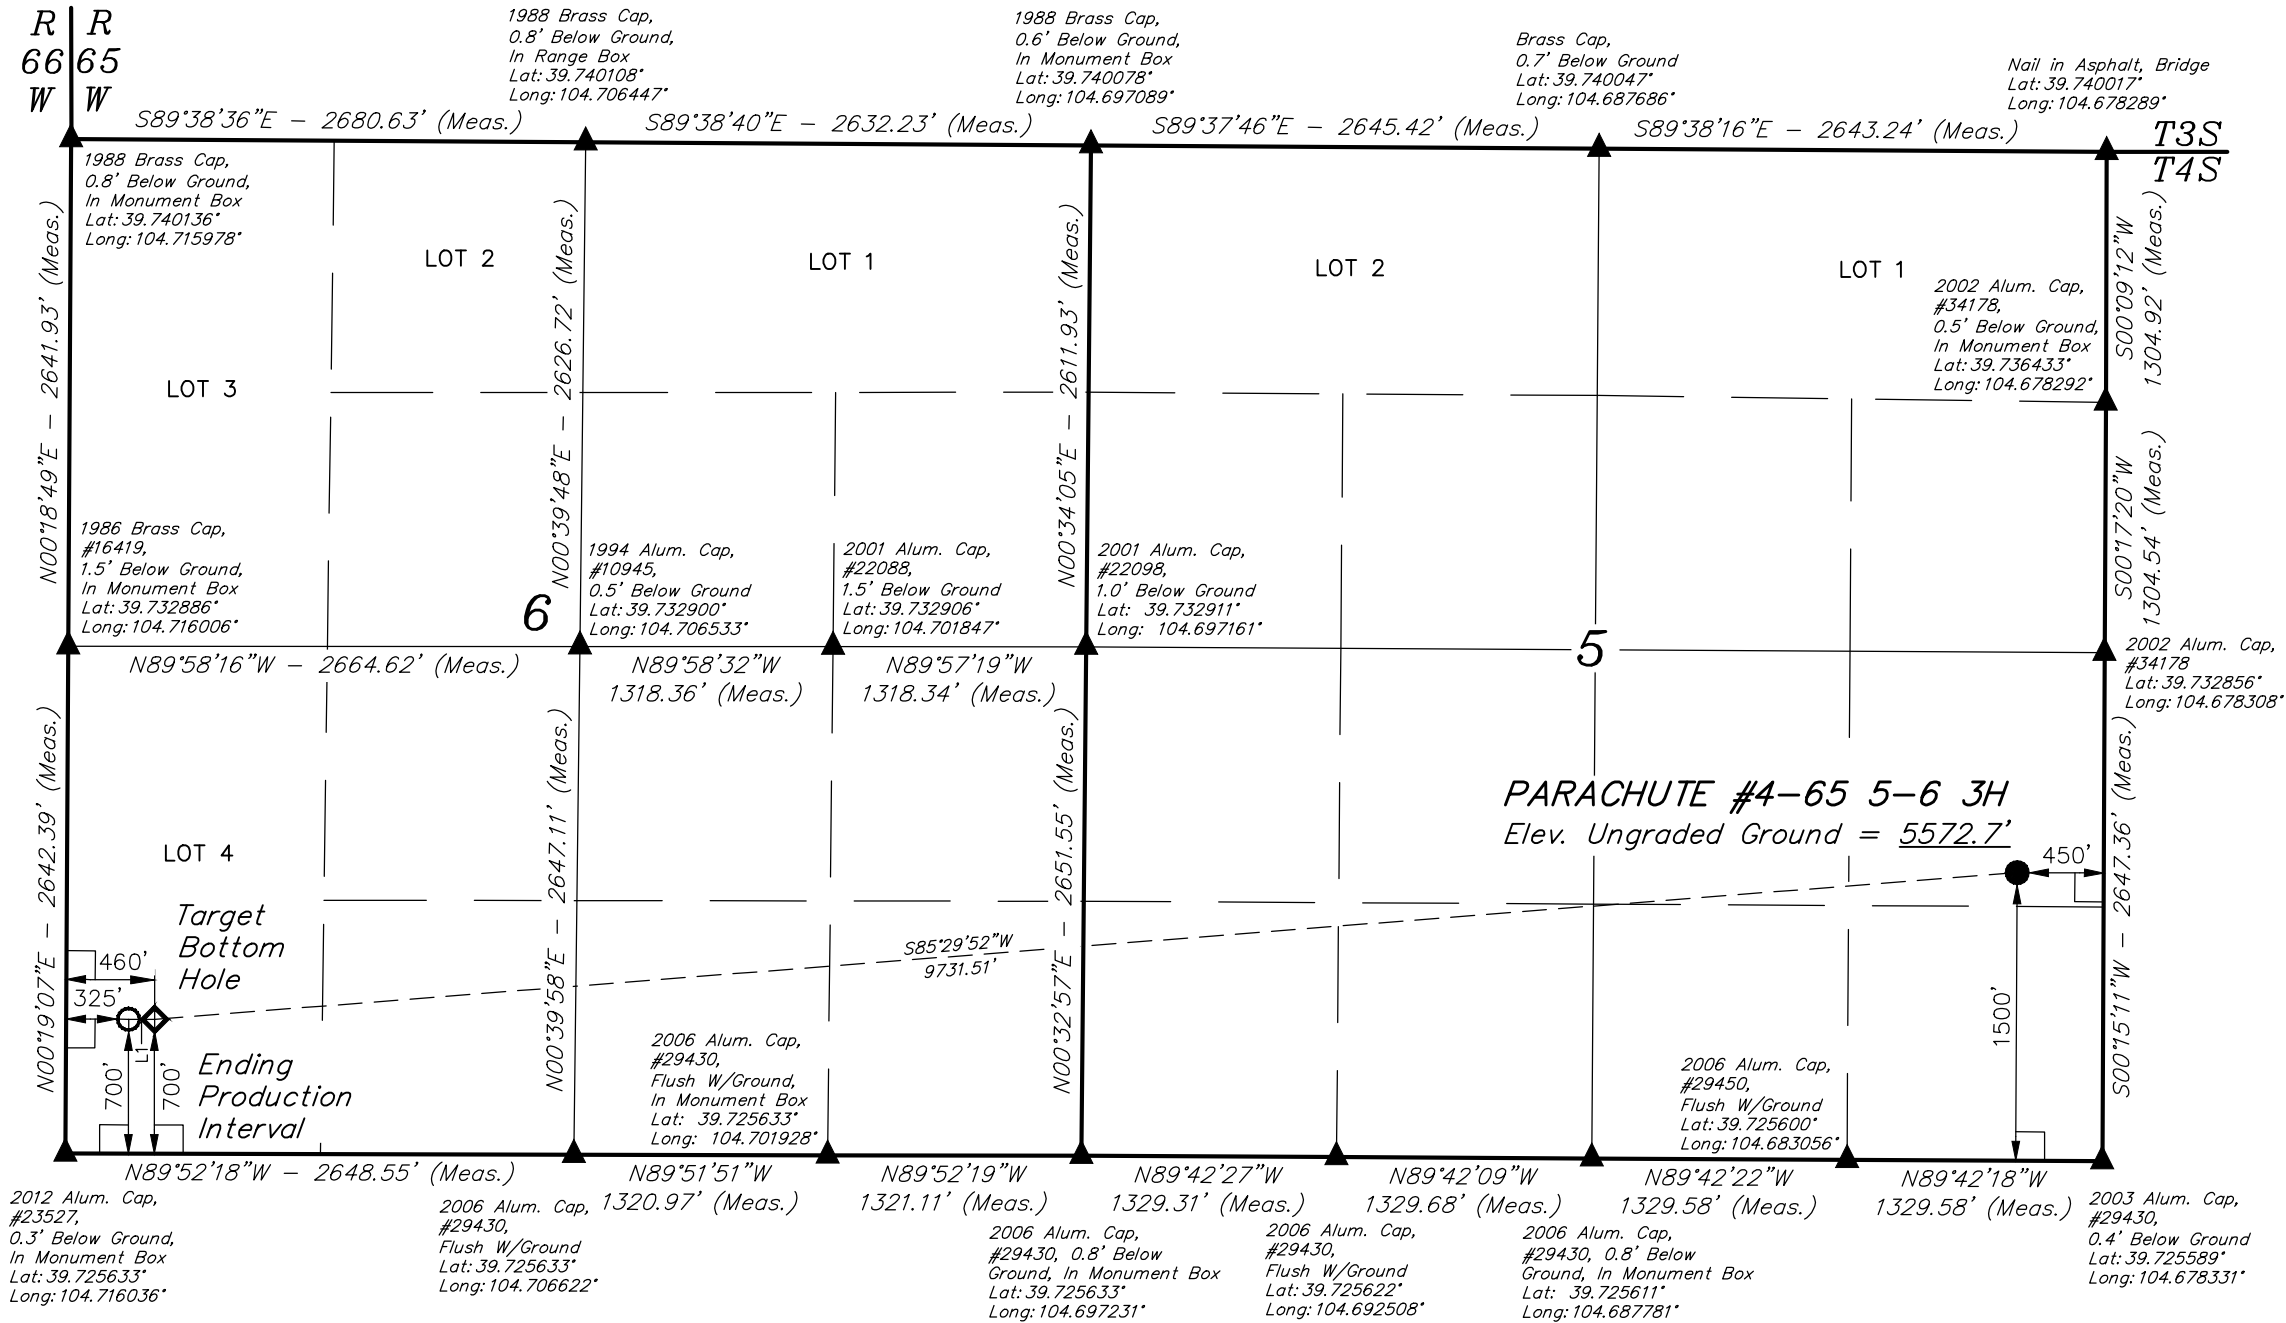 R R
66 65
W W
1988 Brass Cap,
0.8' Below Ground,
In Range Box
Lat: 39.740108°
Long: 104.706447°
1988 Brass Cap,
0.6' Below Ground,
In Monument Box
Lat: 39.740078°
Long: 104.697089°
Brass Cap,
0.7' Below Ground
Lat: 39.740047°
Long: 104.687686°
Nail in Asphalt, Bridge
Lat: 39.740017°
Long: 104.678289°
S89°38'36"E – 2680.63' (Meas.)
S89°38'40"E – 2632.23' (Meas.)
S89°37'46"E – 2645.42' (Meas.)
S89°38'16"E – 2643.24' (Meas.)
T3S
T4S
1988 Brass Cap,
0.8' Below Ground,
In Monument Box
Lat: 39.740136°
Long: 104.715978°
LOT 2
LOT 1
LOT 2
LOT 1
LOT 3
2002 Alum. Cap,
#34178,
0.5' Below Ground,
In Monument Box
Lat: 39.736433°
Long: 104.678292°
N00°18'49"E – 2641.93' (Meas.)
N00°39'48"E – 2626.72' (Meas.)
N00°34'05"E – 2611.93' (Meas.)
S00°09'12"W
1304.92' (Meas.)
S00°17'20"W
1304.54' (Meas.)
1986 Brass Cap,
#16419,
1.5' Below Ground,
In Monument Box
Lat: 39.732886°
Long: 104.716006°
6
1994 Alum. Cap,
#10945,
0.5' Below Ground
Lat: 39.732900°
Long: 104.706533°
2001 Alum. Cap,
#22088,
1.5' Below Ground
Lat: 39.732906°
Long: 104.701847°
2001 Alum. Cap,
#22098,
1.0' Below Ground
Lat: 39.732911°
Long: 104.697161°
5
2002 Alum. Cap,
#34178
Lat: 39.732856°
Long: 104.678308°
N89°58'16"W – 2664.62' (Meas.)
N89°58'32"W
1318.36' (Meas.)
N89°57'19"W
1318.34' (Meas.)
PARACHUTE #4-65 5-6 3H
Elev. Ungraded Ground = 5572.7'
450'
1500'
LOT 4
Target
Bottom
Hole
460'
325'
L1
700'
700'
Ending
Production
Interval
S85°29'52"W
9731.51'
N00°19'07"E – 2642.39' (Meas.)
N00°39'58"E – 2647.11' (Meas.)
N00°32'57"E – 2651.55' (Meas.)
S00°15'11"W – 2647.36' (Meas.)
2006 Alum. Cap,
#29430,
Flush W/Ground,
In Monument Box
Lat: 39.725633°
Long: 104.701928°
2006 Alum. Cap,
#29450,
Flush W/Ground
Lat: 39.725600°
Long: 104.683056°
N89°52'18"W – 2648.55' (Meas.)
N89°51'51"W
1320.97' (Meas.)
N89°52'19"W
1321.11' (Meas.)
N89°42'27"W
1329.31' (Meas.)
N89°42'09"W
1329.68' (Meas.)
N89°42'22"W
1329.58' (Meas.)
N89°42'18"W
1329.58' (Meas.)
2012 Alum. Cap,
#23527,
0.3' Below Ground,
In Monument Box
Lat: 39.725633°
Long: 104.716036°
2006 Alum. Cap,
#29430,
Flush W/Ground
Lat: 39.725633°
Long: 104.706622°
2006 Alum. Cap,
#29430, 0.8' Below
Ground, In Monument Box
Lat: 39.725633°
Long: 104.697231°
2006 Alum. Cap,
#29430,
Flush W/Ground
Lat: 39.725622°
Long: 104.692508°
2006 Alum. Cap,
#29430, 0.8' Below
Ground, In Monument Box
Lat: 39.725611°
Long: 104.687781°
2003 Alum. Cap,
#29430,
0.4' Below Ground
Lat: 39.725589°
Long: 104.678331°